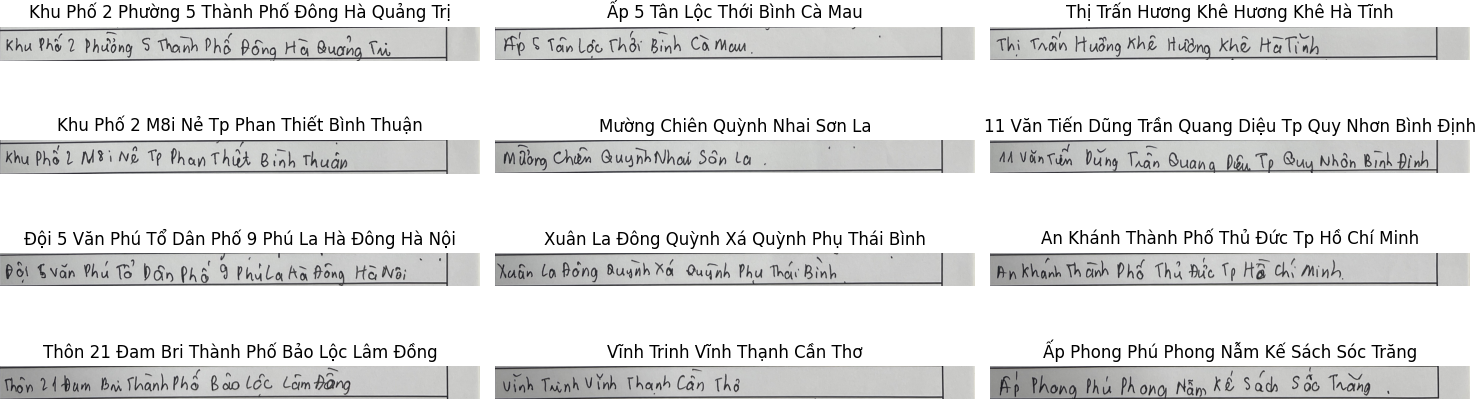 Khu Phố 2 Phường 5 Thành Phố Đông Hà Quảng Trị
Khu Phố 2 Phường 5 Thành Phố Đông Hà Quảng Trị
Ấp 5 Tân Lộc Thới Bình Cà Mau
Ấp 5 Tân Lộc Thới Bình Cà Mau.
Thị Trấn Hương Khê Hương Khê Hà Tĩnh
Thị Trấn Hương Khê Hương Khê Hà Tĩnh
Khu Phố 2 M8i Nẻ Tp Phan Thiết Bình Thuận
Khu Phố 2 M8i Nẻ Tp Phan Thiết Bình Thuận
Mường Chiên Quỳnh Nhai Sơn La
Mường Chiên Quỳnh Nhai Sơn La.
11 Văn Tiến Dũng Trần Quang Diệu Tp Quy Nhơn Bình Định
11 Văn Tiến Dũng Trần Quang Diệu Tp Quy Nhơn Bình Định
Đội 5 Văn Phú Tổ Dân Phố 9 Phú La Hà Đông Hà Nội
Đội 5 Văn Phú Tổ Dân Phố 9 Phú La Hà Đông Hà Nội
Xuân La Đông Quỳnh Xá Quỳnh Phụ Thái Bình
Xuân La Đông Quỳnh Xá Quỳnh Phụ Thái Bình.
An Khánh Thành Phố Thủ Đức Tp Hồ Chí Minh
An Khánh Thành Phố Thủ Đức Tp Hồ Chí Minh.
Thôn 21 Đam Bri Thành Phố Bảo Lộc Lâm Đồng
Thôn 21 Đam Bri Thành Phố Bảo Lộc Lâm Đồng
Vĩnh Trinh Vĩnh Thạnh Cần Thơ
Vĩnh Trinh Vĩnh Thạnh Cần Thơ
Ấp Phong Phú Phong Nẫm Kế Sách Sóc Trăng
Ấp Phong Phú Phong Nẫm Kế Sách Sóc Trăng.